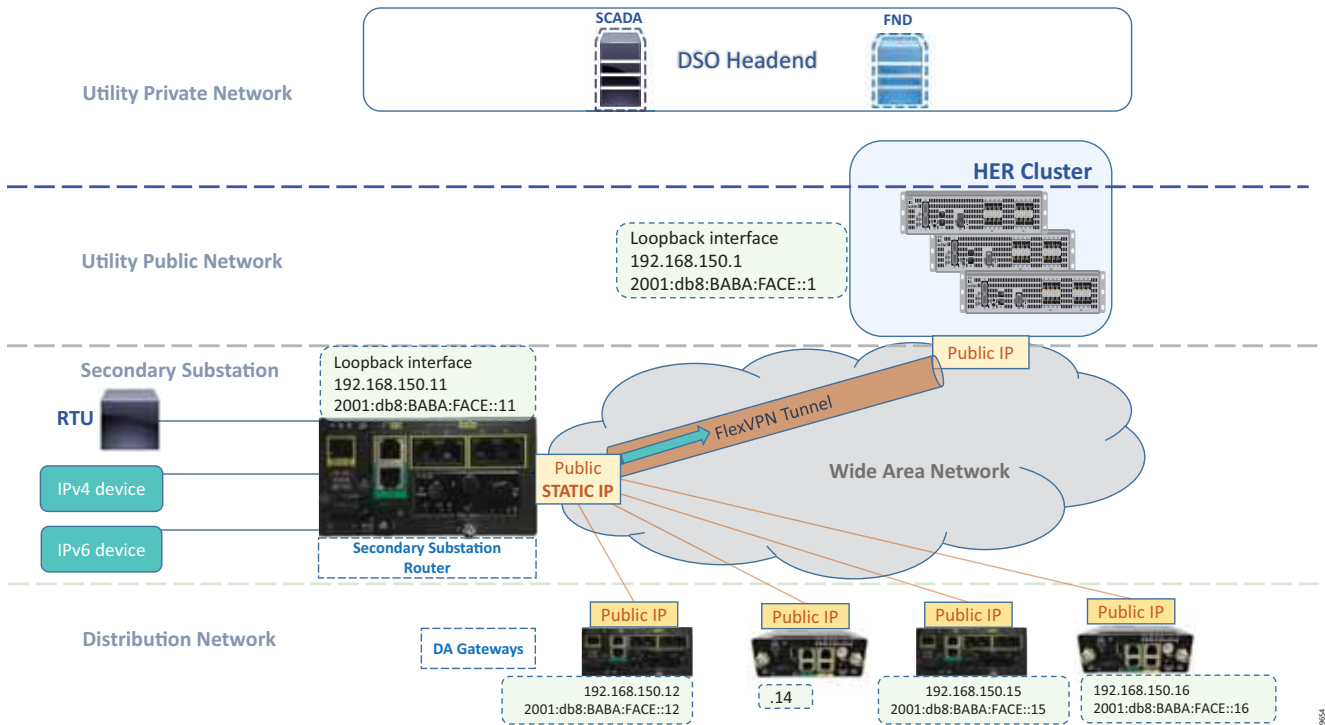 SCADA
FND
DSO Headend
Utility Private Network
HER Cluster
Loopback interface
192.168.150.1
2001:db8:BABA:FACE::1
Utility Public Network
Public IP
Secondary Substation
Loopback interface
192.168.150.11
2001:db8:BABA:FACE::11
RTU
FlexVPN Tunnel
Wide Area Network
Public
STATIC IP
IPv4 device
IPv6 device
Secondary Substation
Router
Distribution Network
DA Gateways
Public IP
Public IP
Public IP
Public IP
192.168.150.12
2001:db8:BABA:FACE::12
.14
192.168.150.15
2001:db8:BABA:FACE::15
192.168.150.16
2001:db8:BABA:FACE::16